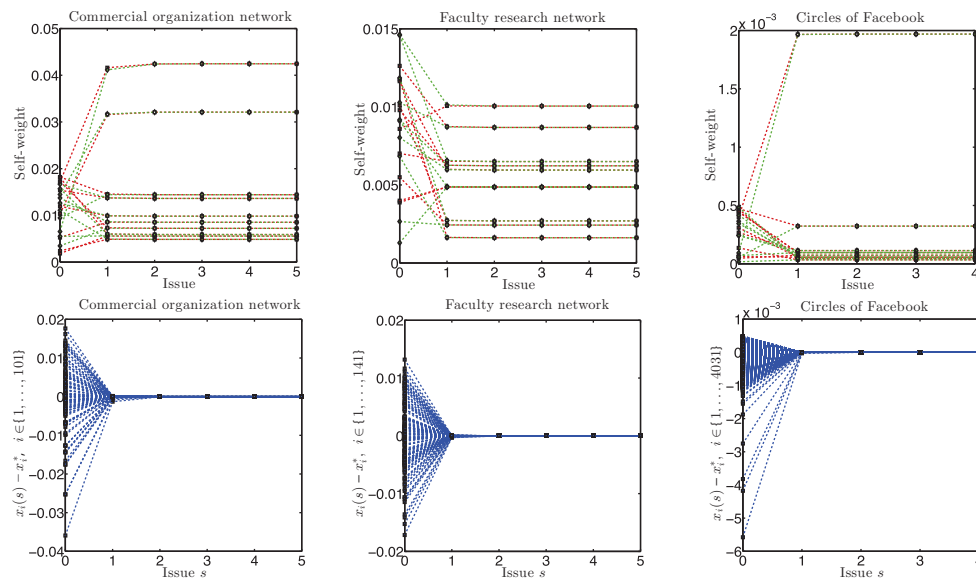 Commercial organization network
Self-weight
0.05
0.04
0.03
0.02
0.01
0
0 1 2 3 4 5
Issue
Faculty research network
Self-weight
0.015
0.01
0.005
0
0 1 2 3 4 5
Issue
Circles of Facebook
Self-weight
2 × 10⁻³
1.5
1
0.5
0
0 1 2 3 4
Issue
Commercial organization network
x_i(s) − x_i^*, i ∈ {1, . . . , 101}
0.02
0.01
0
−0.01
−0.02
−0.03
−0.04
0 1 2 3 4 5
Issue s
Faculty research network
x_i(s) − x_i^*, i ∈ {1, . . . , 141}
0.02
0.01
0
−0.01
−0.02
0 1 2 3 4 5
Issue s
Circles of Facebook
x_i(s) − x_i^*, i ∈ {1, . . . , 4031}
1 × 10⁻³
0
−1
−2
−3
−4
−5
−6
0 1 2 3 4
Issue s